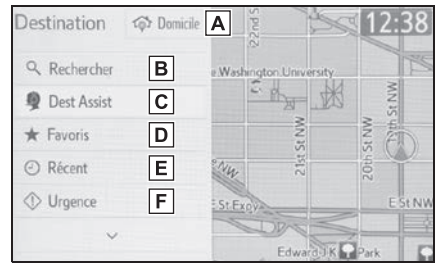 Destination Domicile A 12:38
22nd S
Rechercher B
e Washington University
Dest Assist C
Favoris D
21st St NW
20th St NW
19th St NW
Récent E
Urgence F
E St Expy
E St NW
Edward J K Park